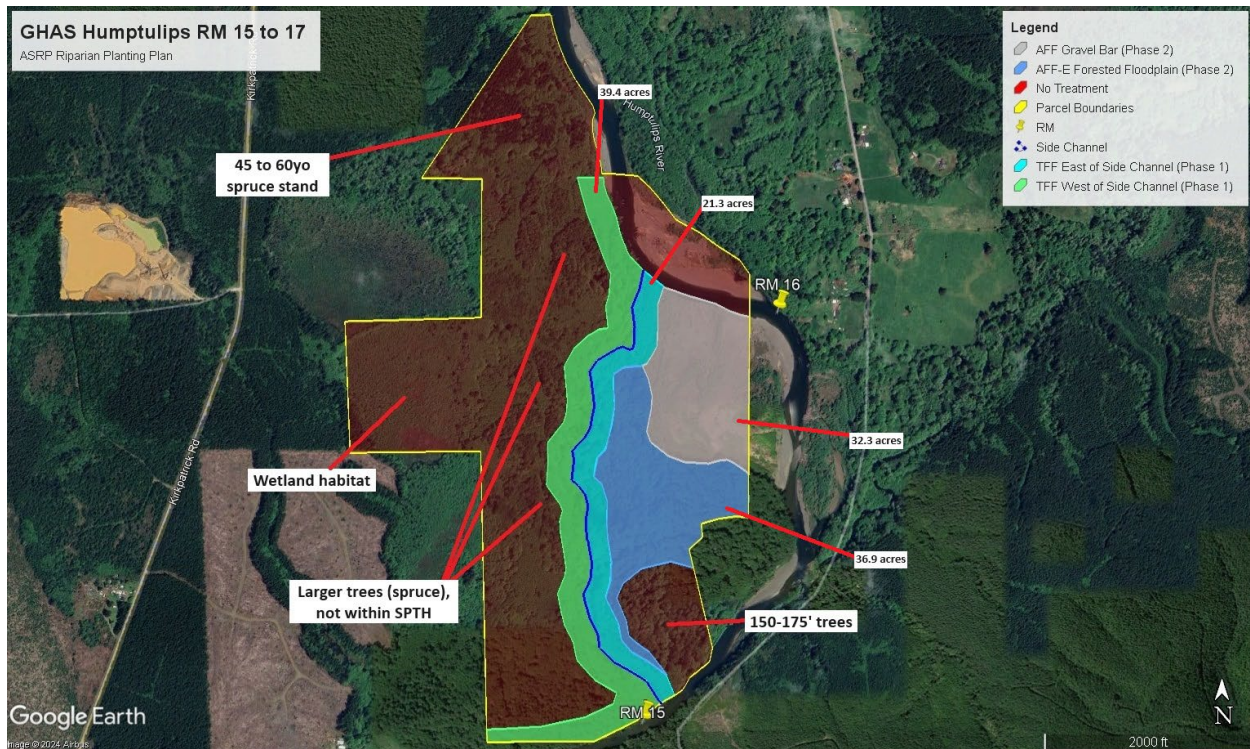 GHAS Humptulips RM 15 to 17
ASRP Riparian Planting Plan
Legend
AFF Gravel Bar (Phase 2)
AFF-E Forested Floodplain (Phase 2)
No Treatment
Parcel Boundaries
RM
Side Channel
TFF East of Side Channel (Phase 1)
TFF West of Side Channel (Phase 1)
Kirkpatrick
39.4 acres
Humptulips River
45 to 60yo
spruce stand
21.3 acres
RM 16
32.3 acres
Kirkpatrick Rd
Wetland habitat
36.9 acres
Larger trees (spruce),
not within SPTH
150-175' trees
RM 15
Google Earth
Image © 2024 Airbus
N
2000 ft